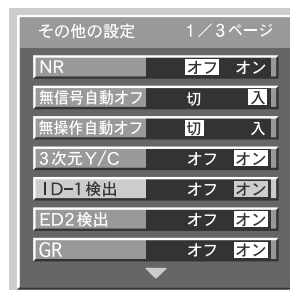 その他の設定 1／3ページ
NR オフ オン
無信号自動オフ 切 入
無操作自動オフ 切 入
3次元Y/C オフ オン
ID-1検出 オフ オン
ED2検出 オフ オン
GR オフ オン